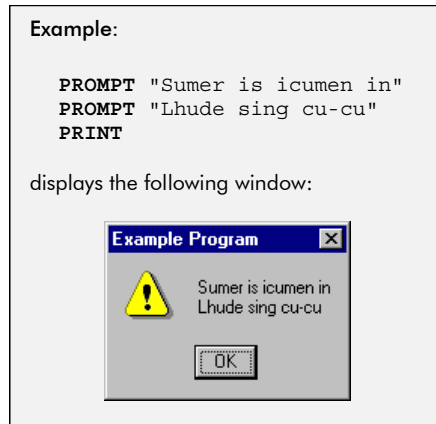 Example:
PROMPT "Sumer is icumen in"
PROMPT "Lhude sing cu-cu"
PRINT
displays the following window:
Example Program
Sumer is icumen in
Lhude sing cu-cu
OK